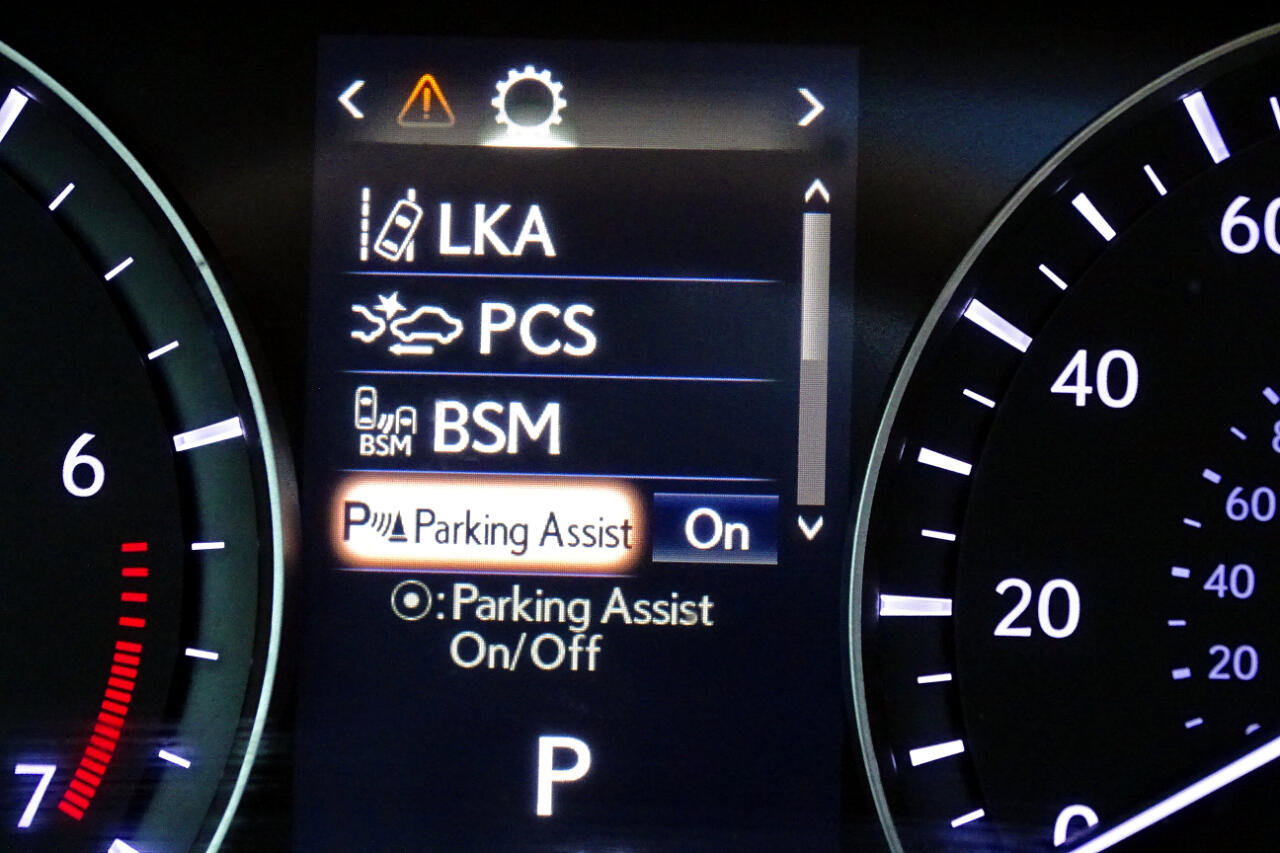 LKA
PCS
BSM
BSM
P Parking Assist On
: Parking Assist
On/Off
P
6
7
60
40
20
0
60
40
20